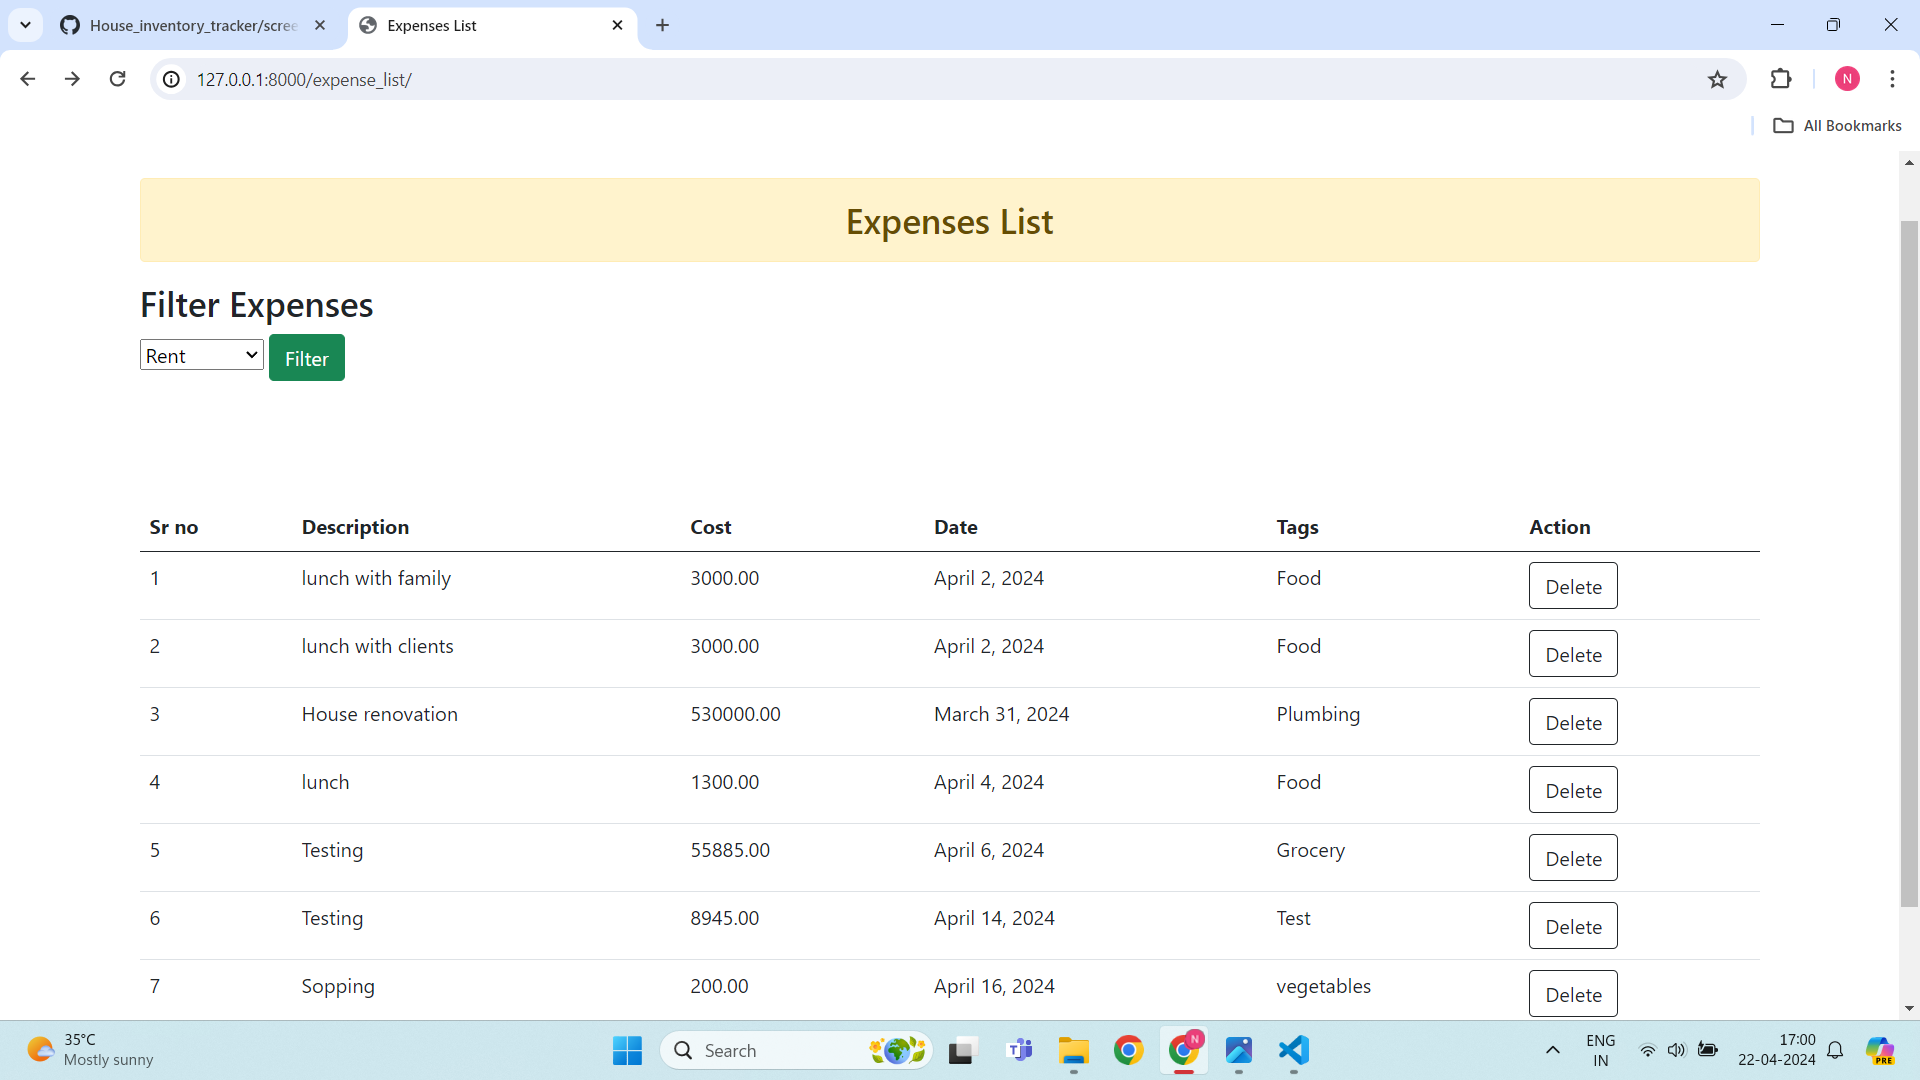 House_inventory_tracker/scree
Expenses List
127.0.0.1:8000/expense_list/
N
All Bookmarks
Expenses List
Filter Expenses
Rent
Filter
Sr no Description Cost Date Tags Action
1 lunch with family 3000.00 April 2, 2024 Food Delete
2 lunch with clients 3000.00 April 2, 2024 Food Delete
3 House renovation 530000.00 March 31, 2024 Plumbing Delete
4 lunch 1300.00 April 4, 2024 Food Delete
5 Testing 55885.00 April 6, 2024 Grocery Delete
6 Testing 8945.00 April 14, 2024 Test Delete
7 Sopping 200.00 April 16, 2024 vegetables Delete
35°C
Mostly sunny
Search
N
ENG
IN
17:00
22-04-2024
PRE